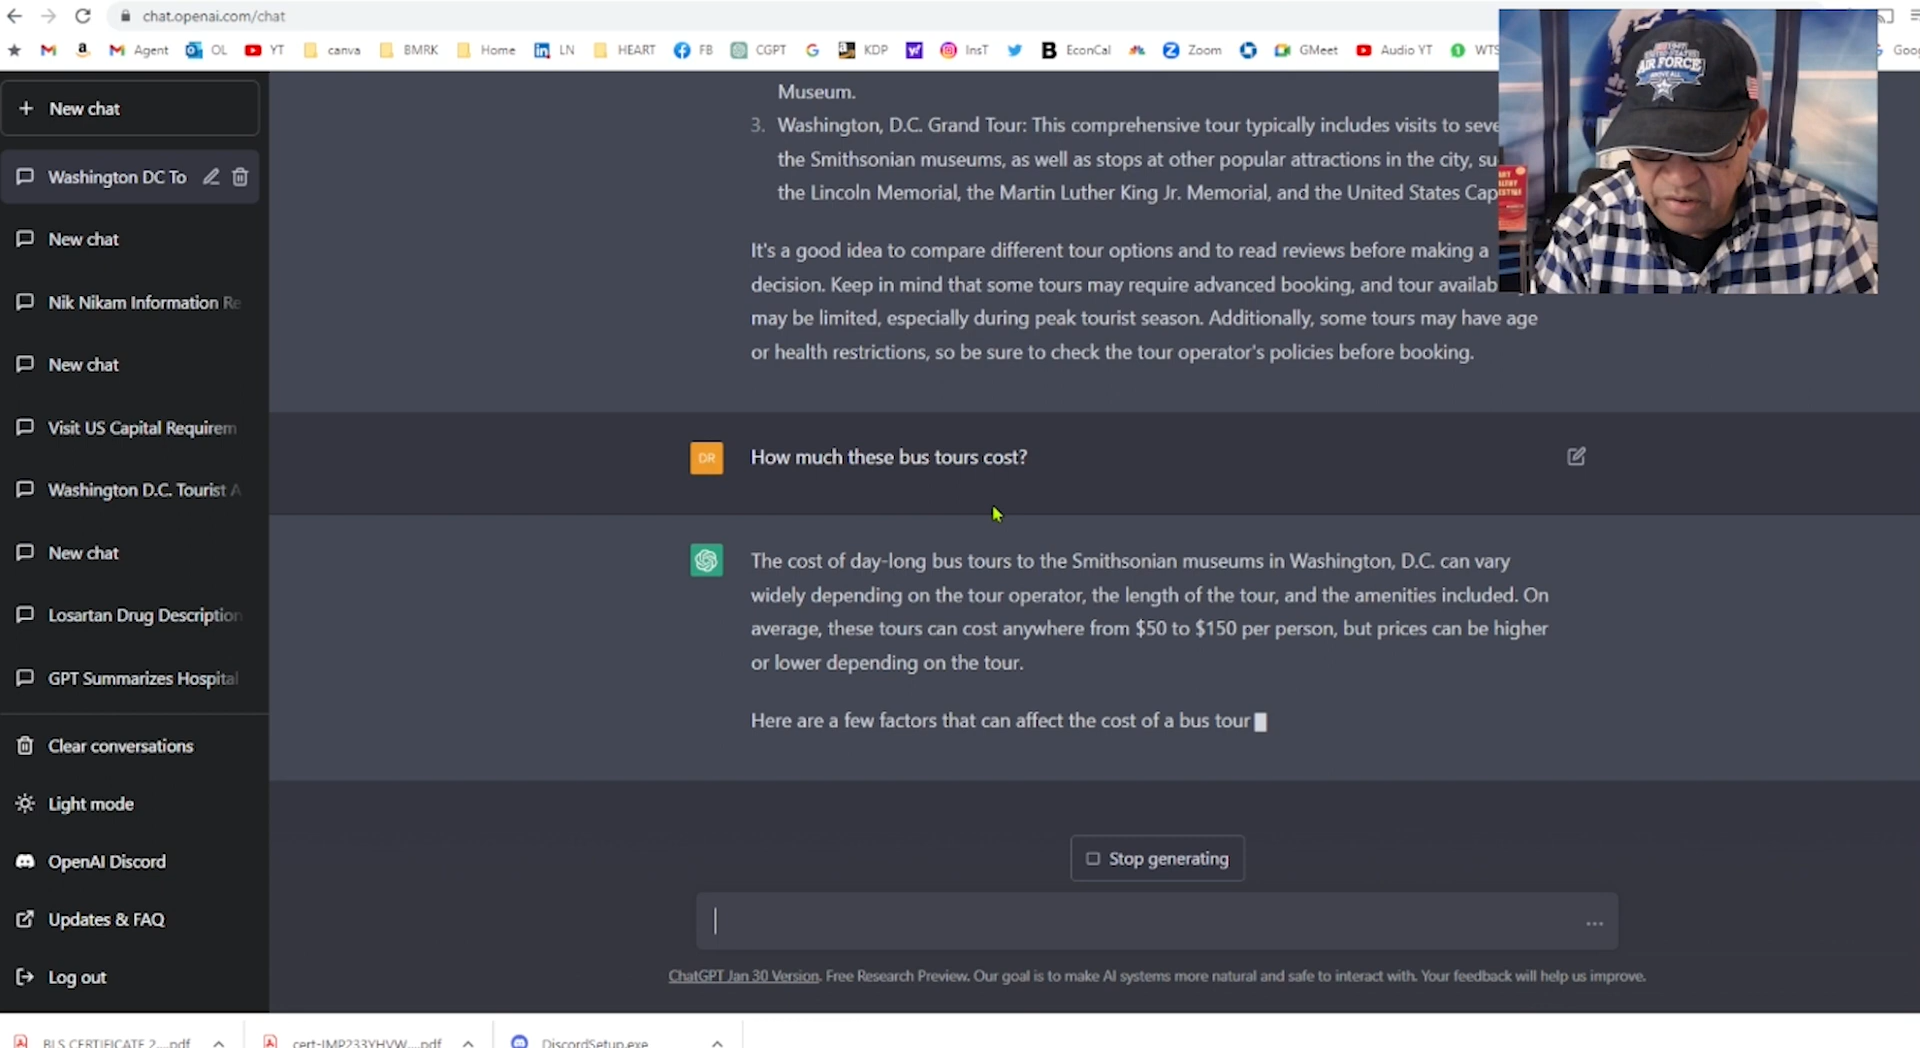 chat.openai.com/chat
Agent OL YT canva BMRK Home LN HEART FB CGPT KDP InsT EconCal Zoom GMeet Audio YT
AIR FORCE
New chat
Washington DC To
New chat
Nik Nikam Information Re
New chat
Visit US Capital Requirem
Washington D.C. Tourist A
New chat
Losartan Drug Description
GPT Summarizes Hospital
Clear conversations
Light mode
OpenAI Discord
Updates & FAQ
Log out
Museum.
3. Washington, D.C. Grand Tour: This comprehensive tour typically includes visits to seve
the Smithsonian museums, as well as stops at other popular attractions in the city, su
the Lincoln Memorial, the Martin Luther King Jr. Memorial, and the United States Cap
It's a good idea to compare different tour options and to read reviews before making a
decision. Keep in mind that some tours may require advanced booking, and tour availab
may be limited, especially during peak tourist season. Additionally, some tours may have age
or health restrictions, so be sure to check the tour operator's policies before booking.
DR How much these bus tours cost?
The cost of day-long bus tours to the Smithsonian museums in Washington, D.C. can vary
widely depending on the tour operator, the length of the tour, and the amenities included. On
average, these tours can cost anywhere from $50 to $150 per person, but prices can be higher
or lower depending on the tour.
Here are a few factors that can affect the cost of a bus tour
Stop generating
ChatGPT Jan 30 Version. Free Research Preview. Our goal is to make AI systems more natural and safe to interact with. Your feedback will help us improve.
BLS CERTIFICATE 2....pdf cert-IMP233YHVW....pdf DiscordSetup.exe